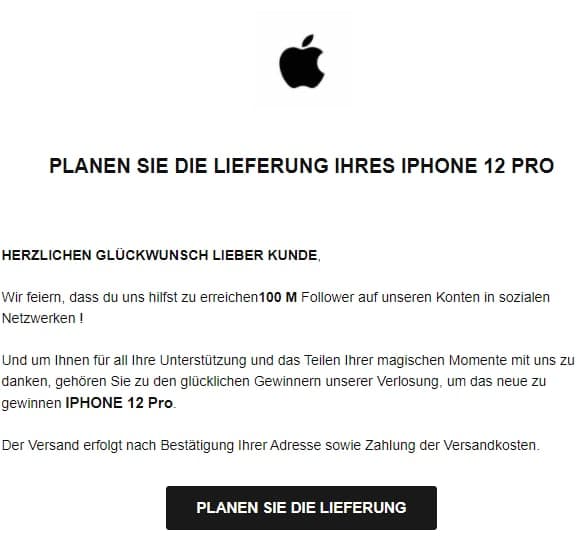 PLANEN SIE DIE LIEFERUNG IHRES IPHONE 12 PRO
HERZLICHEN GLÜCKWUNSCH LIEBER KUNDE,
Wir feiern, dass du uns hilfst zu erreichen100 M Follower auf unseren Konten in sozialen
Netzwerken !
Und um Ihnen für all Ihre Unterstützung und das Teilen Ihrer magischen Momente mit uns zu
danken, gehören Sie zu den glücklichen Gewinnern unserer Verlosung, um das neue zu
gewinnen IPHONE 12 Pro.
Der Versand erfolgt nach Bestätigung Ihrer Adresse sowie Zahlung der Versandkosten.
PLANEN SIE DIE LIEFERUNG